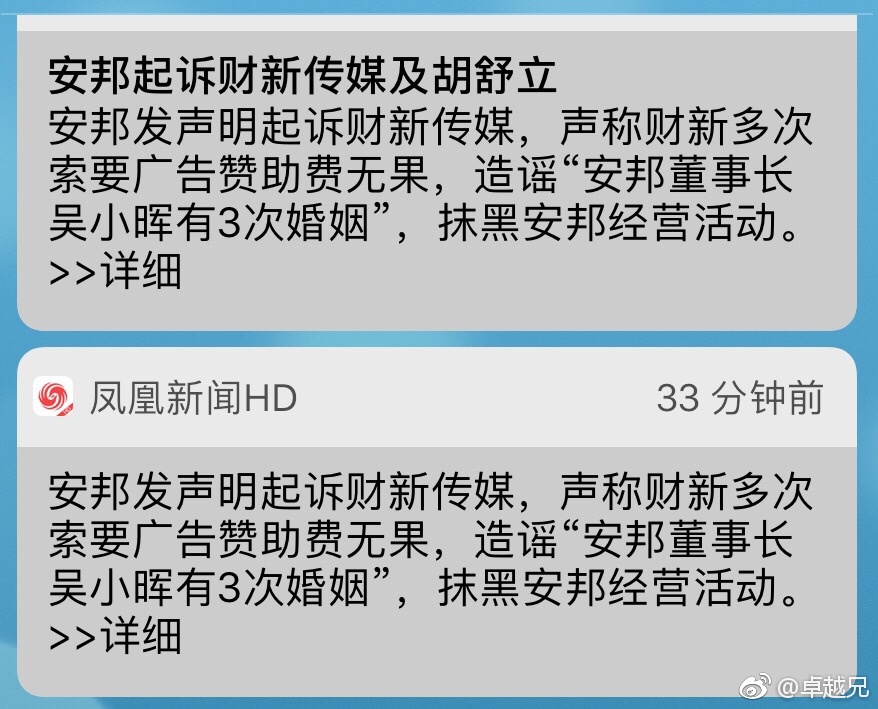 安邦起诉财新传媒及胡舒立
安邦发声明起诉财新传媒，声称财新多次
索要广告赞助费无果，造谣“安邦董事长
吴小晖有3次婚姻”，抹黑安邦经营活动。
>>详细
凤凰新闻HD
33 分钟前
安邦发声明起诉财新传媒，声称财新多次
索要广告赞助费无果，造谣“安邦董事长
吴小晖有3次婚姻”，抹黑安邦经营活动。
>>详细
@卓越兄